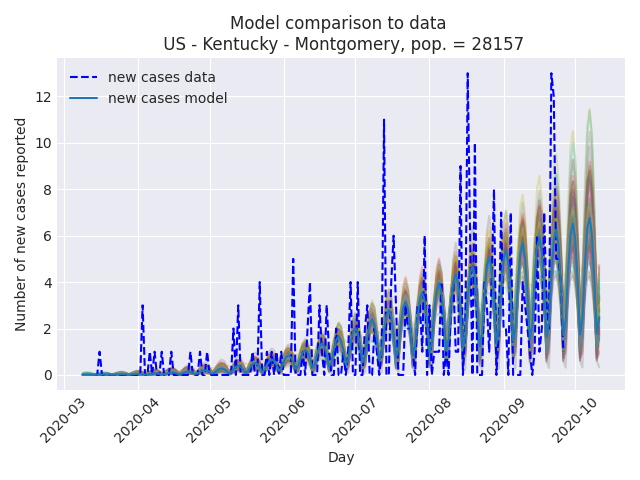 Model comparison to data
US - Kentucky - Montgomery, pop. = 28157
new cases data
new cases model
Number of new cases reported
12
10
8
6
4
2
0
2020-03
2020-04
2020-05
2020-06
2020-07
2020-08
2020-09
2020-10
Day